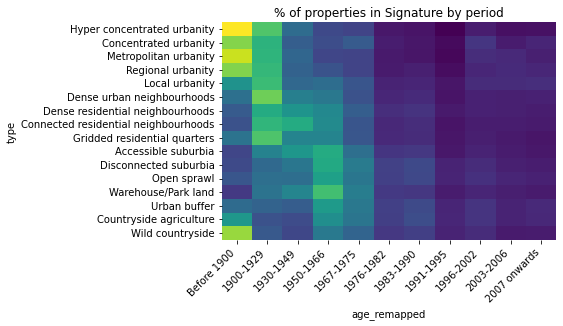 % of properties in Signature by period
type
Hyper concentrated urbanity
Concentrated urbanity
Metropolitan urbanity
Regional urbanity
Local urbanity
Dense urban neighbourhoods
Dense residential neighbourhoods
Connected residential neighbourhoods
Gridded residential quarters
Accessible suburbia
Disconnected suburbia
Open sprawl
Warehouse/Park land
Urban buffer
Countryside agriculture
Wild countryside
Before 1900
1900-1929
1930-1949
1950-1966
1967-1975
1976-1982
1983-1990
1991-1995
1996-2002
2003-2006
2007 onwards
age_remapped